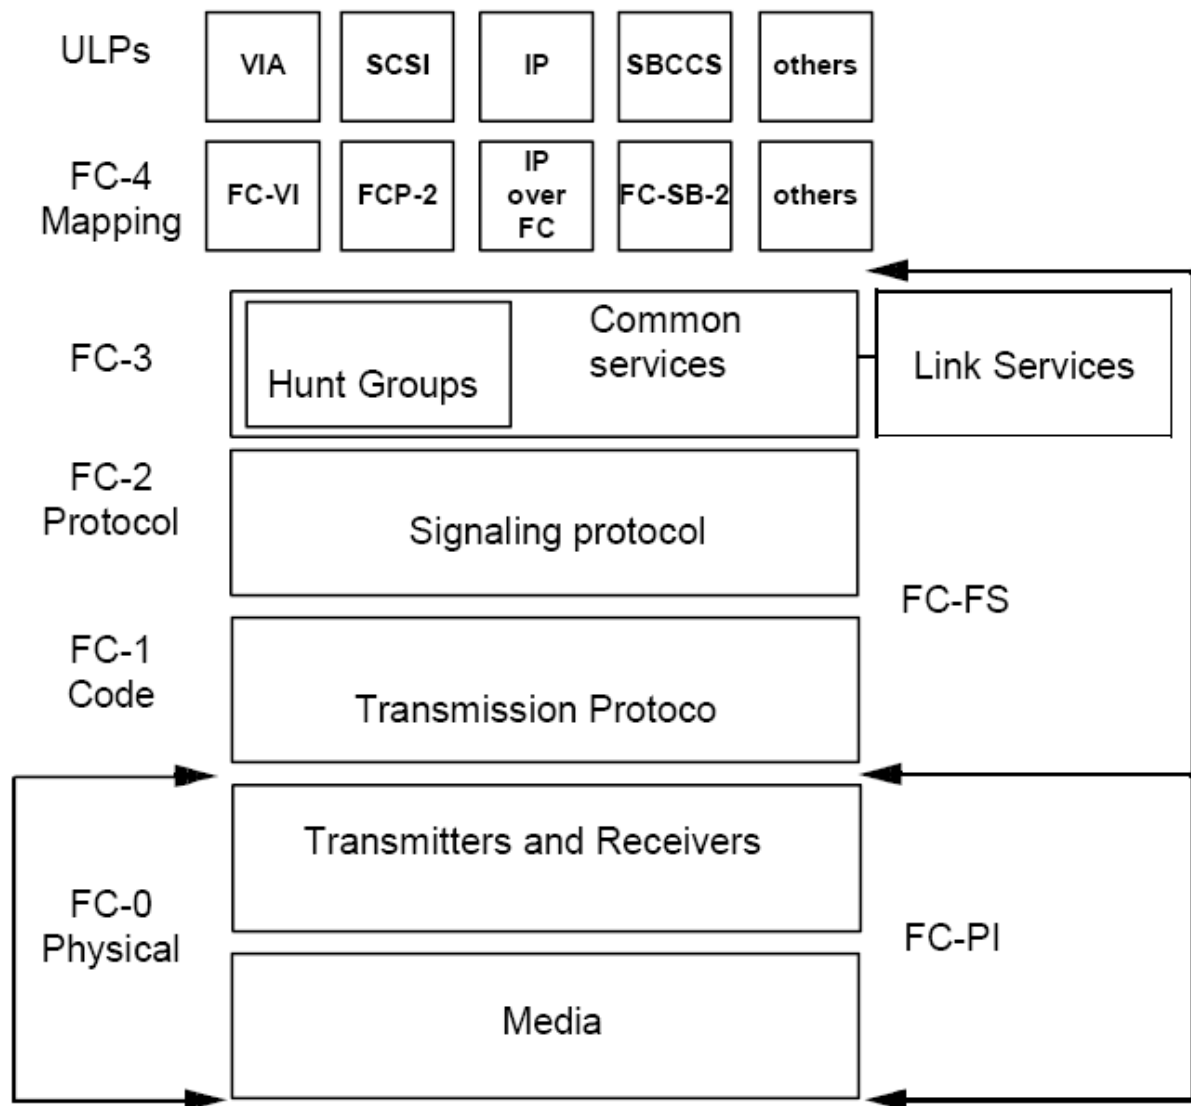 ULPs
VIA
SCSI
IP
SBCCS
others
FC-4
Mapping
FC-VI
FCP-2
IP
over
FC
FC-SB-2
others
FC-3
Hunt Groups
Common
services
Link Services
FC-2
Protocol
Signaling protocol
FC-FS
FC-1
Code
Transmission Protoco
Transmitters and Receivers
FC-0
Physical
FC-PI
Media